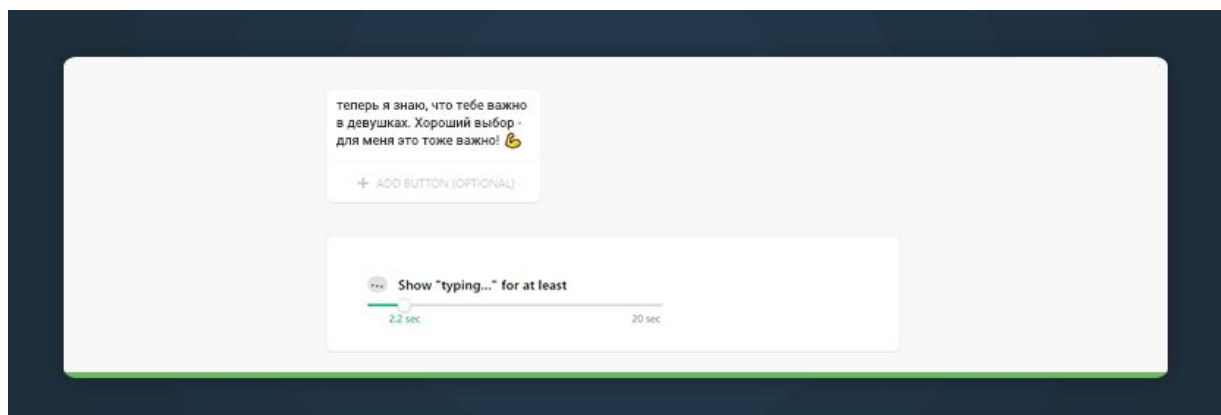 теперь я знаю, что тебе важно
в девушках. Хороший выбор -
для меня это тоже важно! 💪
+ ADD BUTTON (OPTIONAL)
Show "typing..." for at least
2.2 sec 20 sec